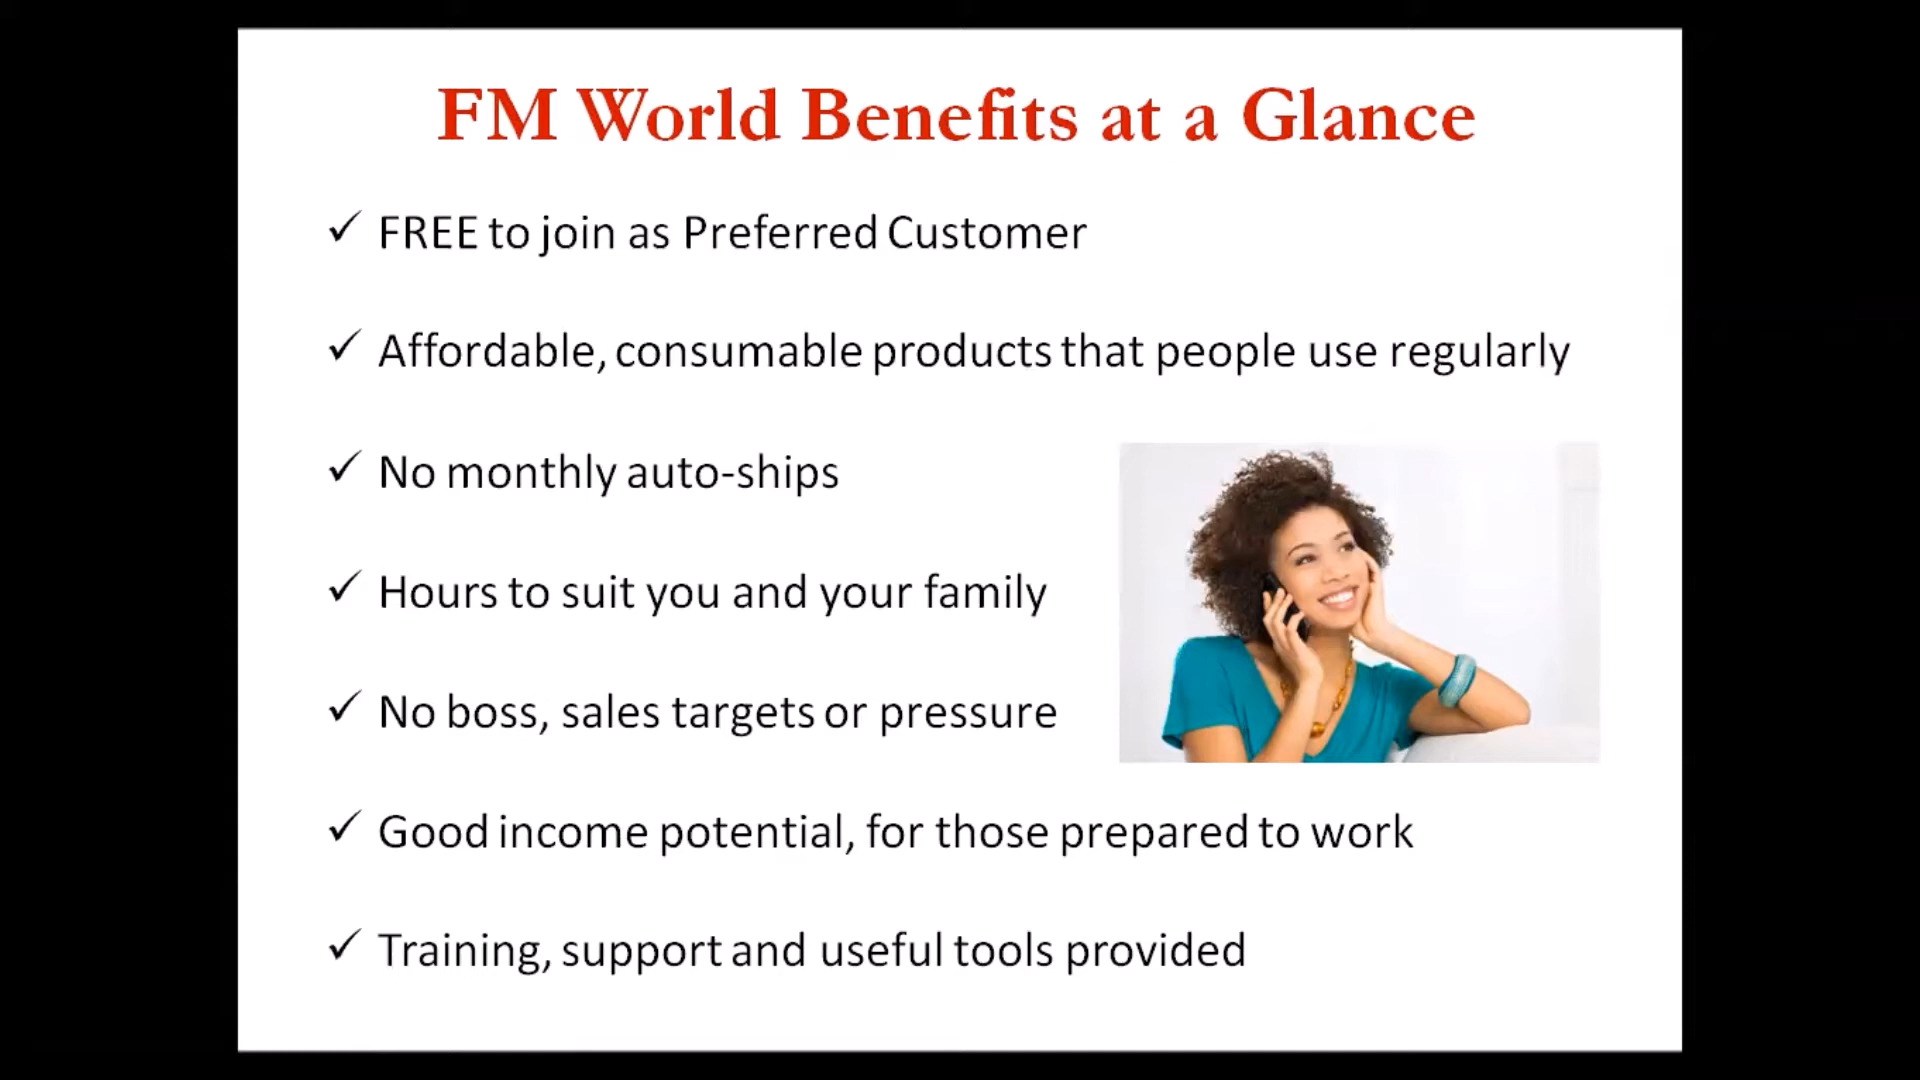 FM World Benefits at a Glance
✓ FREE to join as Preferred Customer
✓ Affordable, consumable products that people use regularly
✓ No monthly auto-ships
✓ Hours to suit you and your family
✓ No boss, sales targets or pressure
✓ Good income potential, for those prepared to work
✓ Training, support and useful tools provided